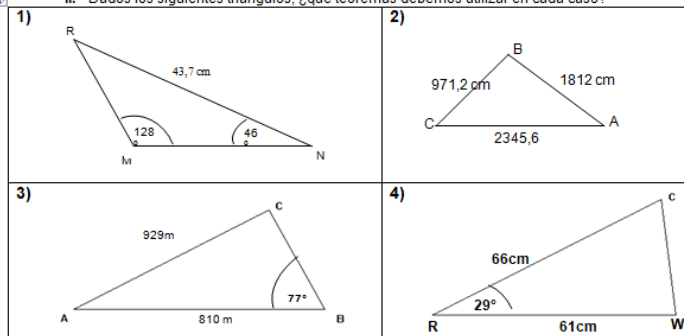 II. Dados los siguientes triángulos, ¿qué teoremas debemos utilizar en cada caso?
1)
R
43,7 cm
128
46
M
N
2)
B
971,2 cm
1812 cm
C
A
2345,6
3)
C
929m
77°
A
810 m
B
4)
c
66cm
29°
R
61cm
W